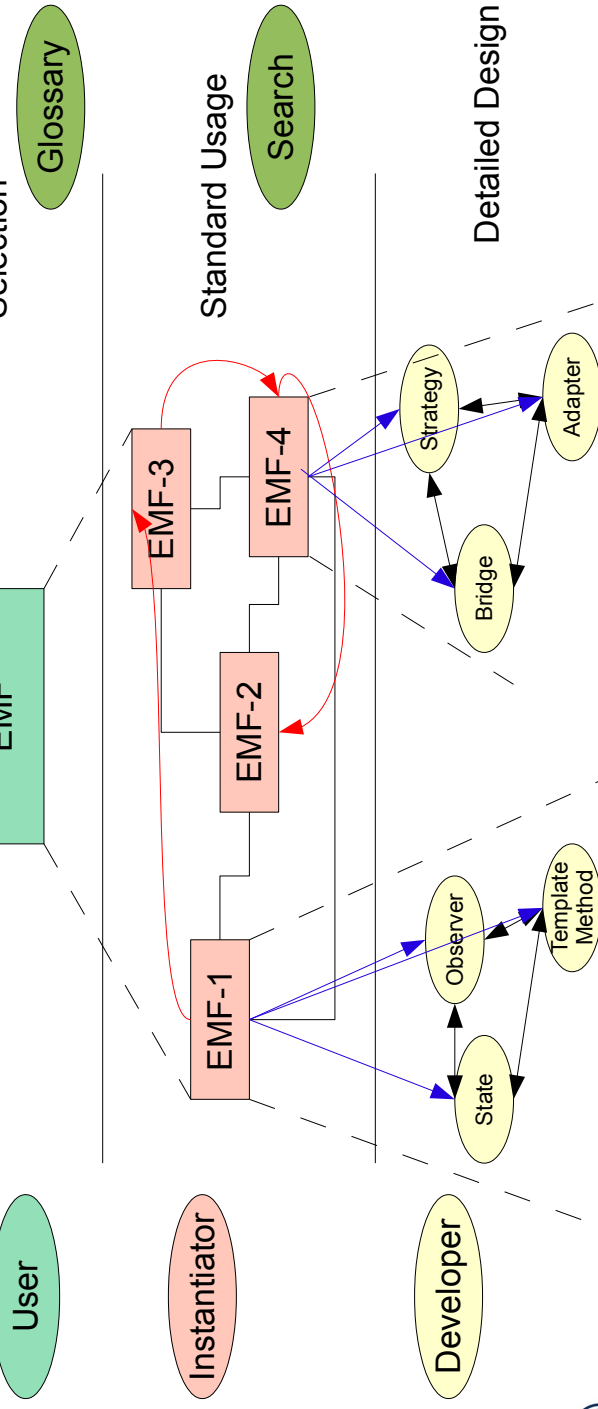 User
EMF
Selection
Glossary
Instantiator
EMF-1
EMF-2
EMF-3
EMF-4
Standard Usage
Search
Developer
State
Observer
Template
Method
Bridge
Strategy
Adapter
Detailed Design